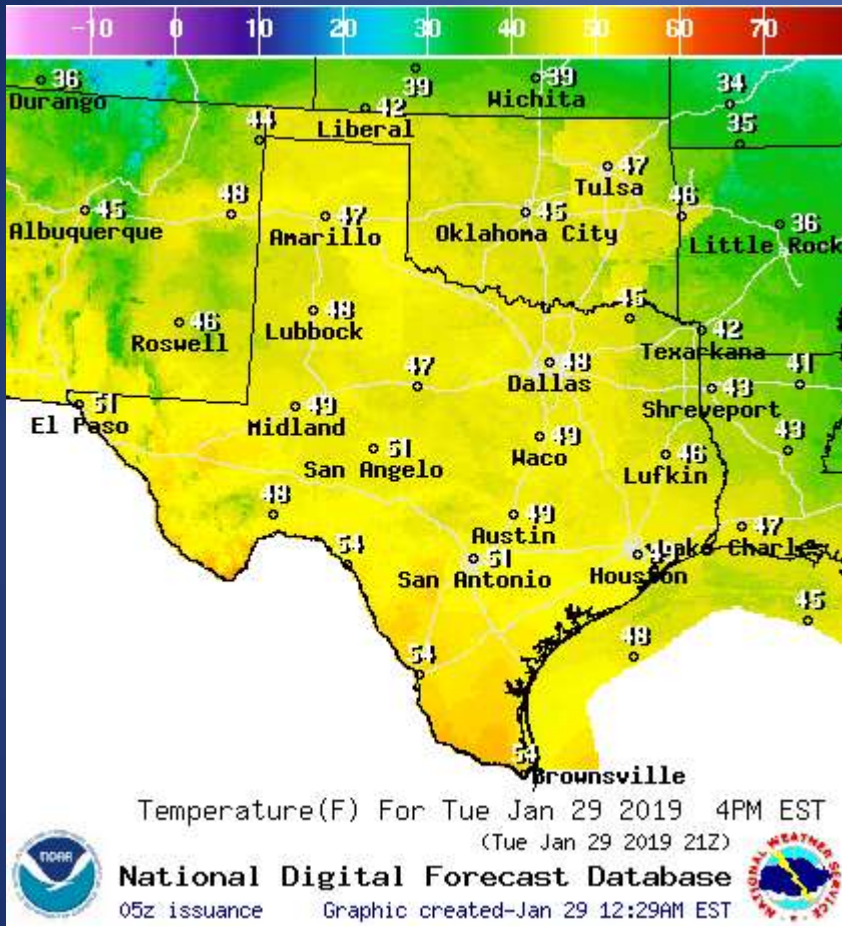 -10 0 10 20 30 40 50 60 70
36
Durango
39
39
Wichita
34
42
Liberal
44
35
47
Tulsa
45
Albuquerque
48
47
Amarillo
45
Oklahoma City
46
36
Little Rock
46
Roswell
48
Lubbock
45
42
Texarkana
47
48
Dallas
41
43
Shreveport
51
El Paso
49
Midland
51
San Angelo
49
Waco
46
Lufkin
43
48
49
Austin
47
Lake Charles
54
51
San Antonio
49
Houston
45
48
54
54
Brownsville
Temperature(F) For Tue Jan 29 2019 4PM EST
(Tue Jan 29 2019 21Z)
National Digital Forecast Database
05z issuance Graphic created-Jan 29 12:29AM EST
NOAA
NATIONAL WEATHER SERVICE